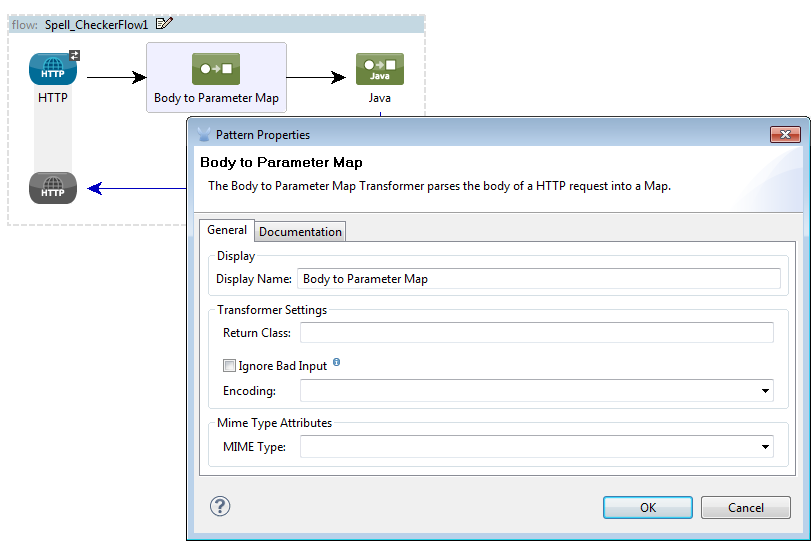 flow: Spell_CheckerFlow1
HTTP
HTTP
Body to Parameter Map
Java
Java
HTTP
Pattern Properties
Body to Parameter Map
The Body to Parameter Map Transformer parses the body of a HTTP request into a Map.
General
Documentation
Display
Display Name: Body to Parameter Map
Transformer Settings
Return Class:
Ignore Bad Input
Encoding:
Mime Type Attributes
MIME Type:
?
OK
Cancel